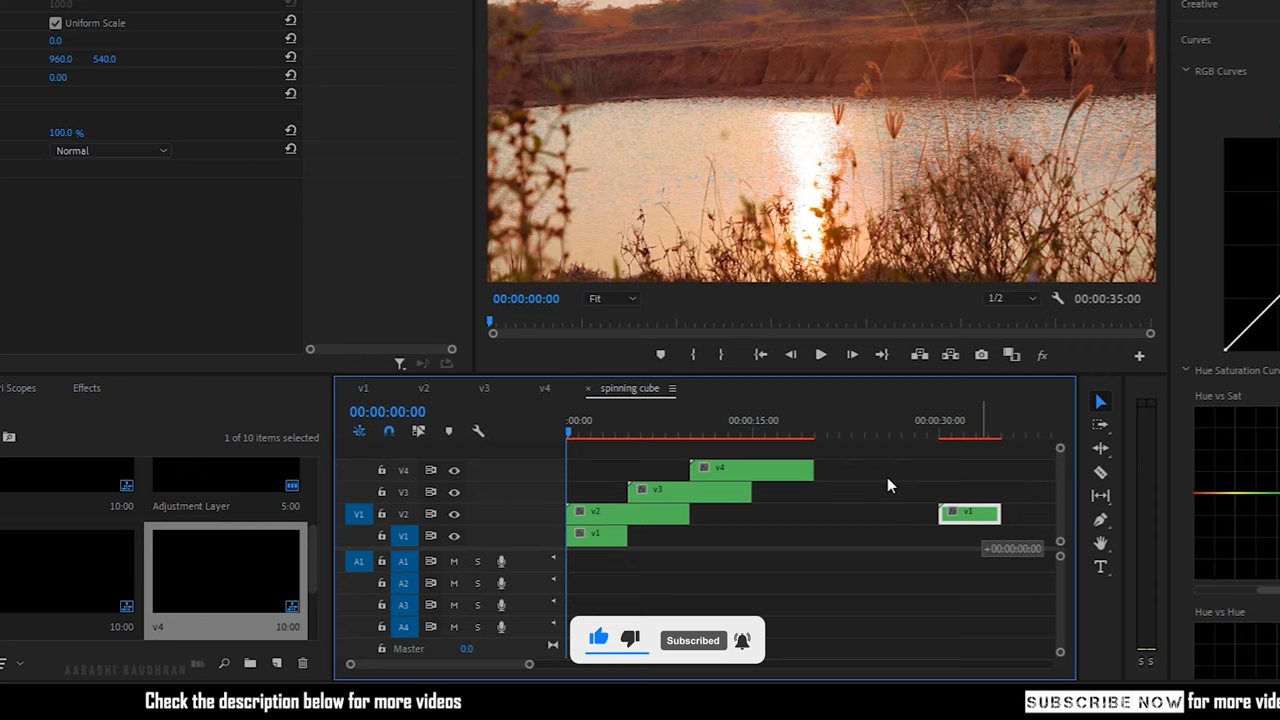 100.0
Uniform Scale
0.0
960.0 540.0
0.00
100.0 %
Normal
Creative
Curves
RGB Curves
00:00:00:00
Fit
1/2
00:00:35:00
Hue Saturation Cur
Hue vs Sat
Hue vs Hue
ri Scopes
Effects
1 of 10 items selected
10:00
Adjustment Layer
5:00
10:00
v4
10:00
AARABHI RAUDHRAN
v1
v2
v3
v4
× spinning cube
00:00:00:00
:00:00
00:00:15:00
00:00:30:00
V4
v4
V3
v3
V1
V2
v2
v1
V1
v1
+00:00:00:00
A1
A1
M
S
A2
M
S
A3
M
S
A4
M
S
Master
0.0
S S
Subscribed
Check the description below for more videos
SUBSCRIBE NOW for more vide